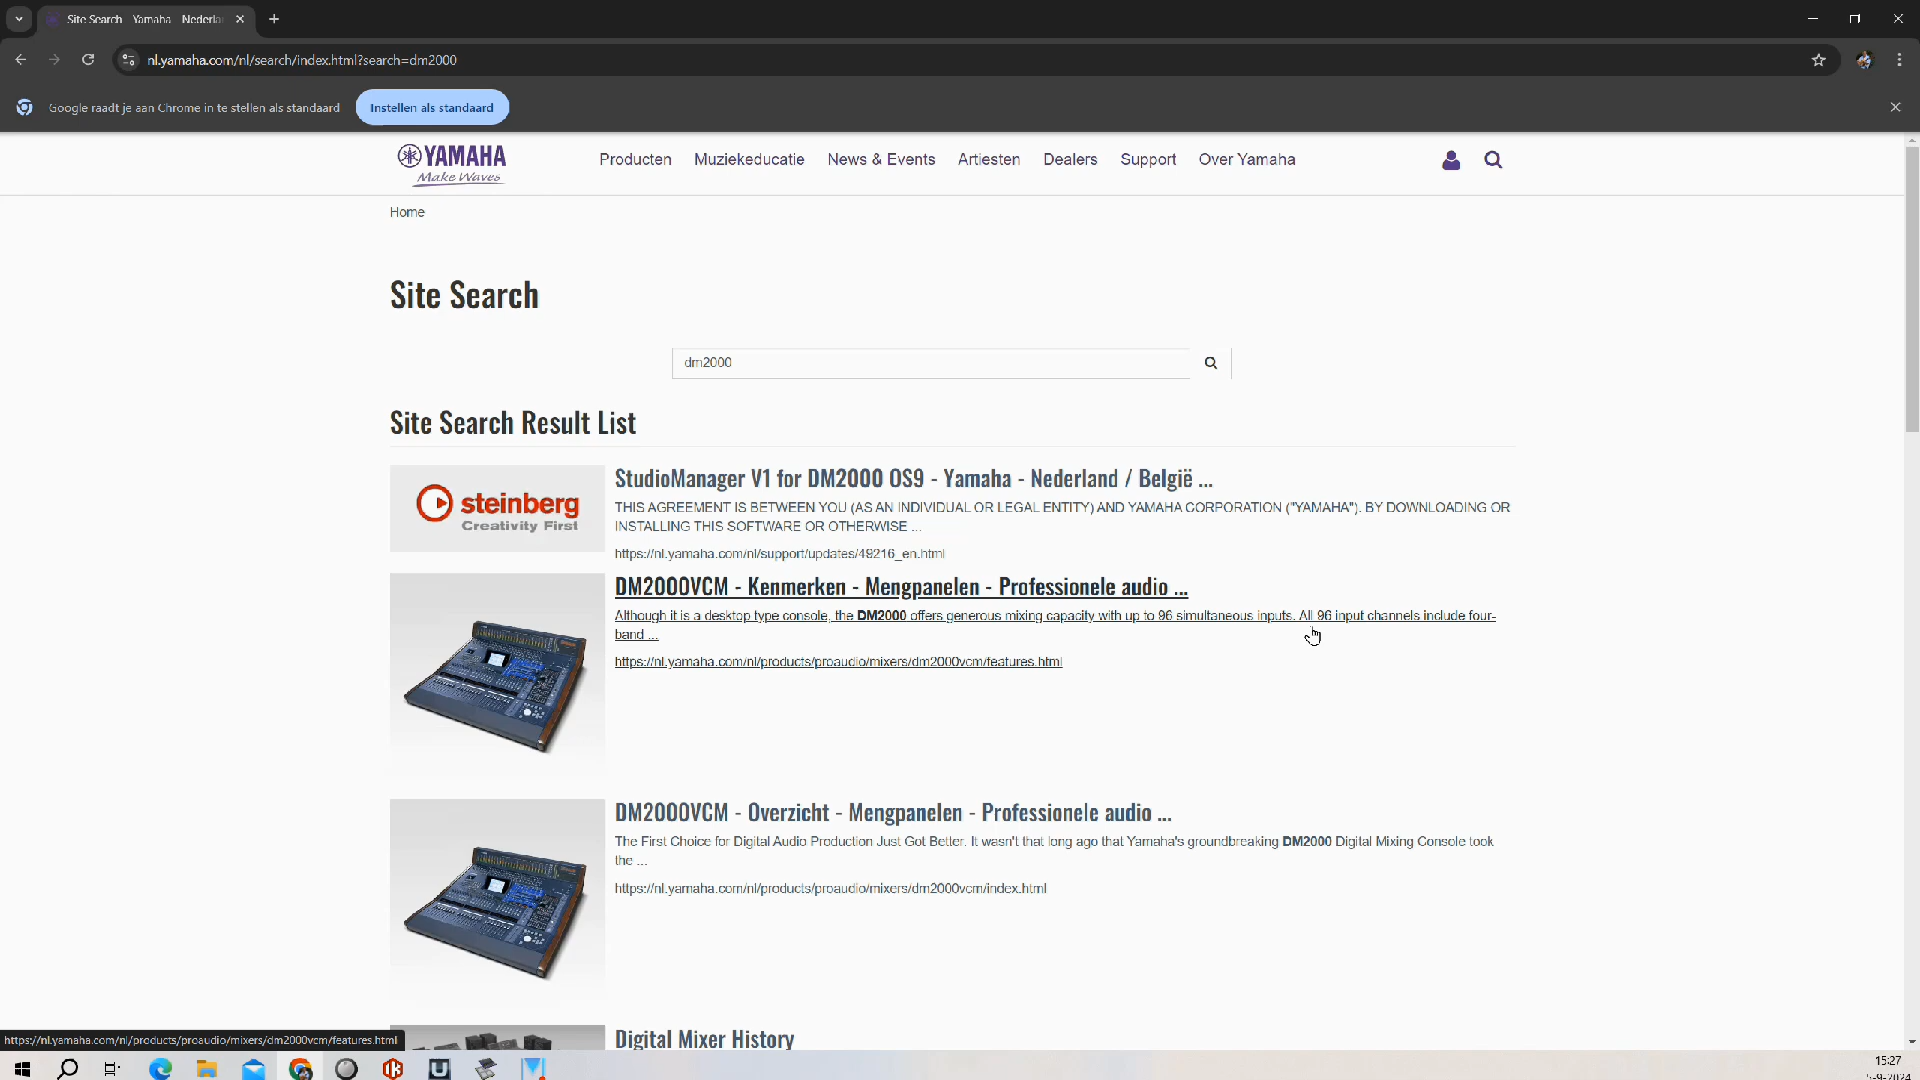 Site Search - Yamaha - Nederla
nl.yamaha.com/nl/search/index.html?search=dm2000
Google raadt je aan Chrome in te stellen als standaard
Instellen als standaard
YAMAHA
Make Waves
Producten
Muziekeducatie
News & Events
Artiesten
Dealers
Support
Over Yamaha
Home
Site Search
dm2000
Site Search Result List
steinberg
Creativity First
StudioManager V1 for DM2000 OS9 - Yamaha - Nederland / België ...
THIS AGREEMENT IS BETWEEN YOU (AS AN INDIVIDUAL OR LEGAL ENTITY) AND YAMAHA CORPORATION ("YAMAHA"). BY DOWNLOADING OR
INSTALLING THIS SOFTWARE OR OTHERWISE ...
https://nl.yamaha.com/nl/support/updates/49216_en.html
DM2000VCM - Kenmerken - Mengpanelen - Professionele audio ...
Although it is a desktop type console, the DM2000 offers generous mixing capacity with up to 96 simultaneous inputs. All 96 input channels include four-
band ...
https://nl.yamaha.com/nl/products/proaudio/mixers/dm2000vcm/features.html
DM2000VCM - Overzicht - Mengpanelen - Professionele audio ...
The First Choice for Digital Audio Production Just Got Better. It wasn't that long ago that Yamaha's groundbreaking DM2000 Digital Mixing Console took
the ...
https://nl.yamaha.com/nl/products/proaudio/mixers/dm2000vcm/index.html
Digital Mixer History
https://nl.yamaha.com/nl/products/proaudio/mixers/dm2000vcm/features.html
15:27
5-9-2024